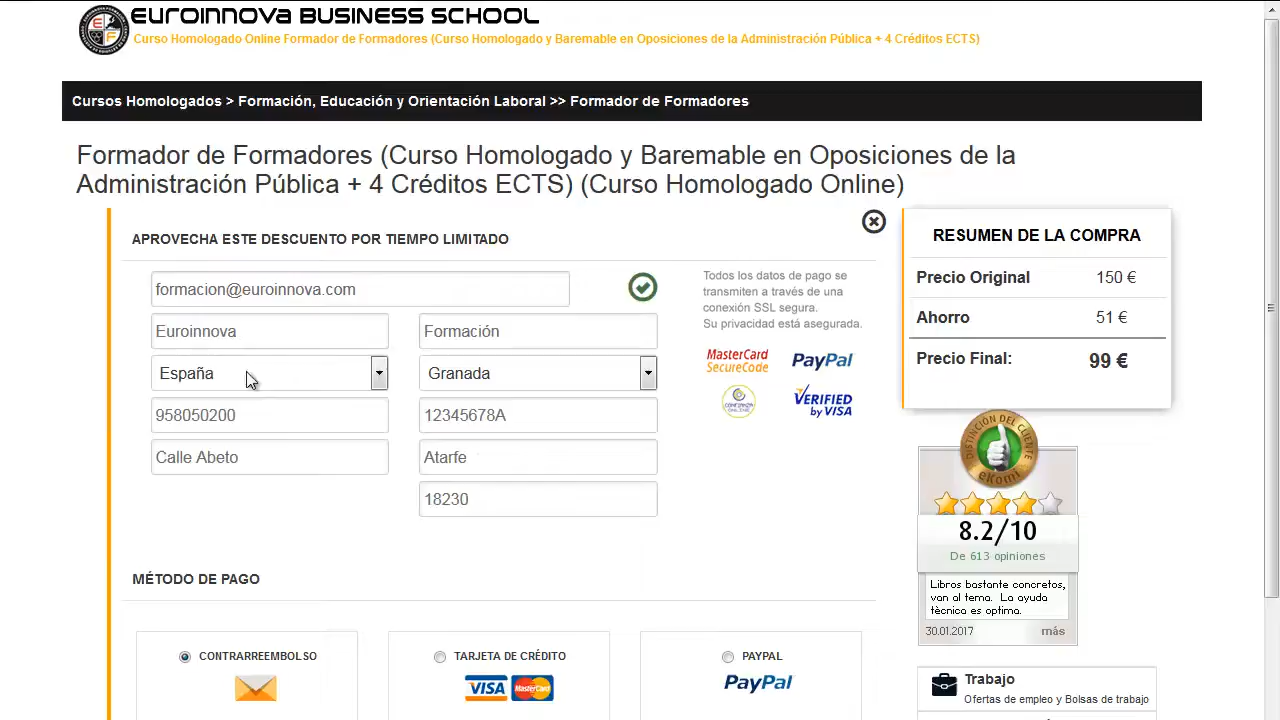 EUROINNOVA BUSINESS SCHOOL
Curso Homologado Online Formador de Formadores (Curso Homologado y Baremable en Oposiciones de la Administración Pública + 4 Créditos ECTS)
Cursos Homologados > Formación, Educación y Orientación Laboral >> Formador de Formadores
Formador de Formadores (Curso Homologado y Baremable en Oposiciones de la
Administración Pública + 4 Créditos ECTS) (Curso Homologado Online)
APROVECHA ESTE DESCUENTO POR TIEMPO LIMITADO
formacion@euroinnova.com
Euroinnova
Formación
España
Granada
958050200
12345678A
Calle Abeto
Atarfe
18230
Todos los datos de pago se
transmiten a través de una
conexión SSL segura.
Su privacidad está asegurada.
MasterCard
SecureCode
PayPal
VERIFIED
by VISA
RESUMEN DE LA COMPRA
Precio Original 150 €
Ahorro 51 €
Precio Final: 99 €
DISTINCIÓN DEL CLIENTE
eKomi
8.2/10
De 613 opiniones
Libros bastante concretos,
van al tema. La ayuda
tècnica es optima.
30.01.2017 más
MÉTODO DE PAGO
CONTRARREEMBOLSO
TARJETA DE CRÉDITO
VISA
MasterCard
PAYPAL
PayPal
Trabajo
Ofertas de empleo y Bolsas de trabajo